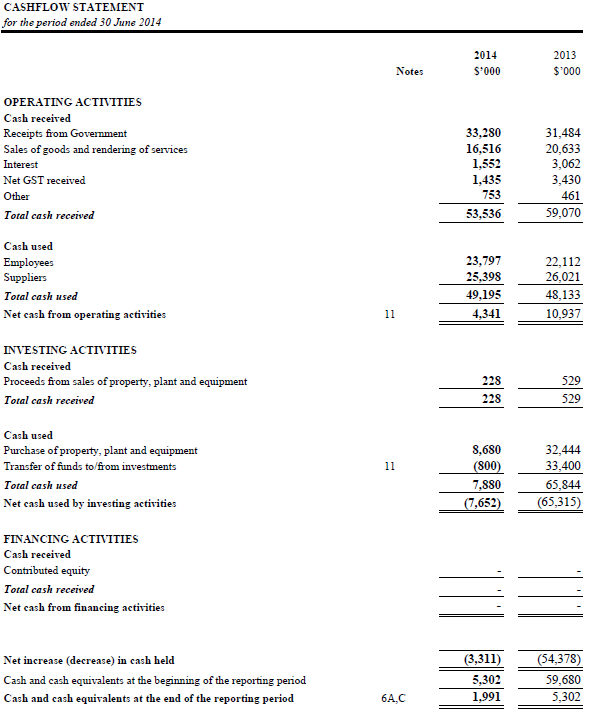 CASHFLOW STATEMENT
for the period ended 30 June 2014
2014 2013
Notes $'000 $'000
OPERATING ACTIVITIES
Cash received
Receipts from Government 33,280 31,484
Sales of goods and rendering of services 16,516 20,633
Interest 1,552 3,062
Net GST received 1,435 3,430
Other 753 461
Total cash received 53,536 59,070
Cash used
Employees 23,797 22,112
Suppliers 25,398 26,021
Total cash used 49,195 48,133
Net cash from operating activities 11 4,341 10,937
INVESTING ACTIVITIES
Cash received
Proceeds from sales of property, plant and equipment 228 529
Total cash received 228 529
Cash used
Purchase of property, plant and equipment 8,680 32,444
Transfer of funds to/from investments 11 (800) 33,400
Total cash used 7,880 65,844
Net cash used by investing activities (7,652) (65,315)
FINANCING ACTIVITIES
Cash received
Contributed equity - -
Total cash received - -
Net cash from financing activities - -
Net increase (decrease) in cash held (3,311) (54,378)
Cash and cash equivalents at the beginning of the reporting period 5,302 59,680
Cash and cash equivalents at the end of the reporting period 6A,C 1,991 5,302